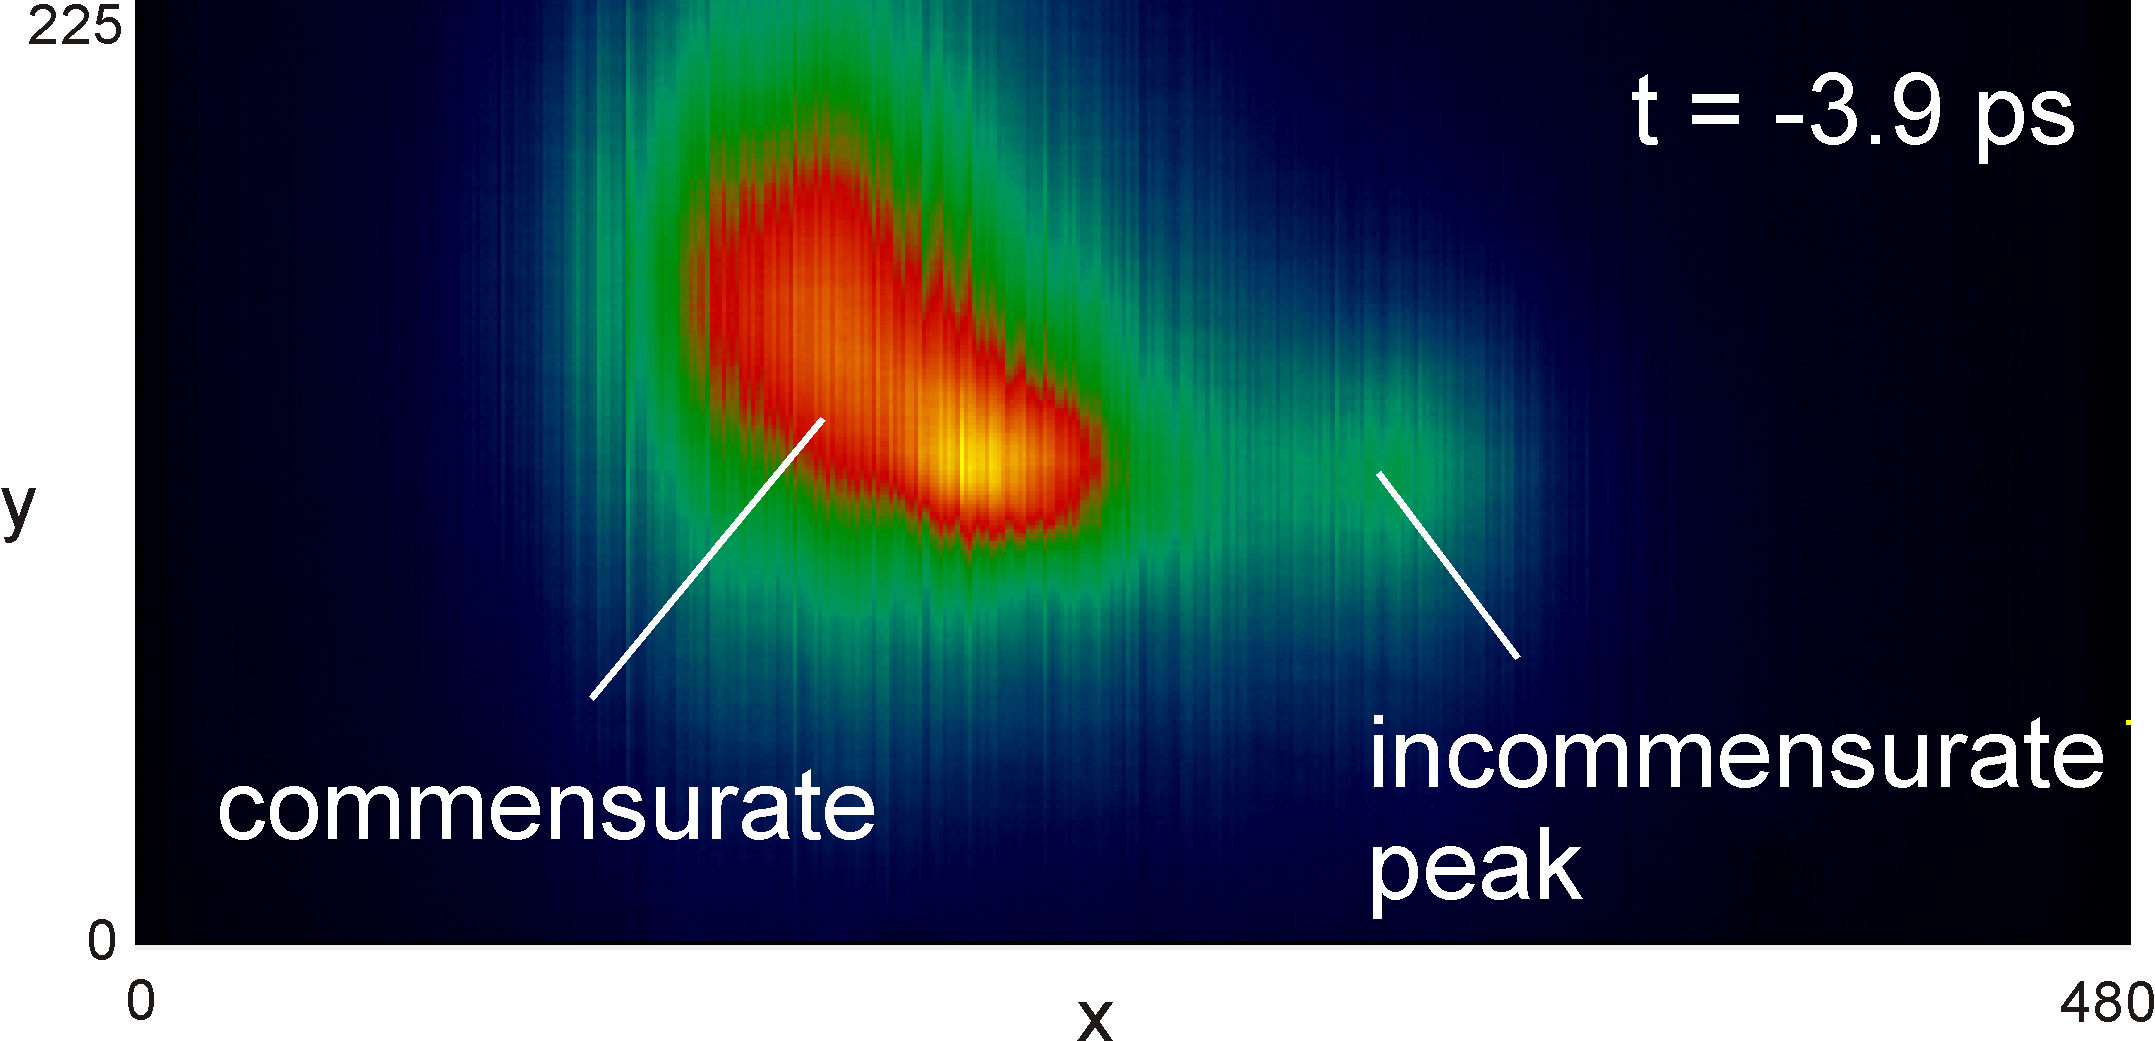 225
t = -3.9 ps
y
commensurate
incommensurate
peak
0
0
x
480